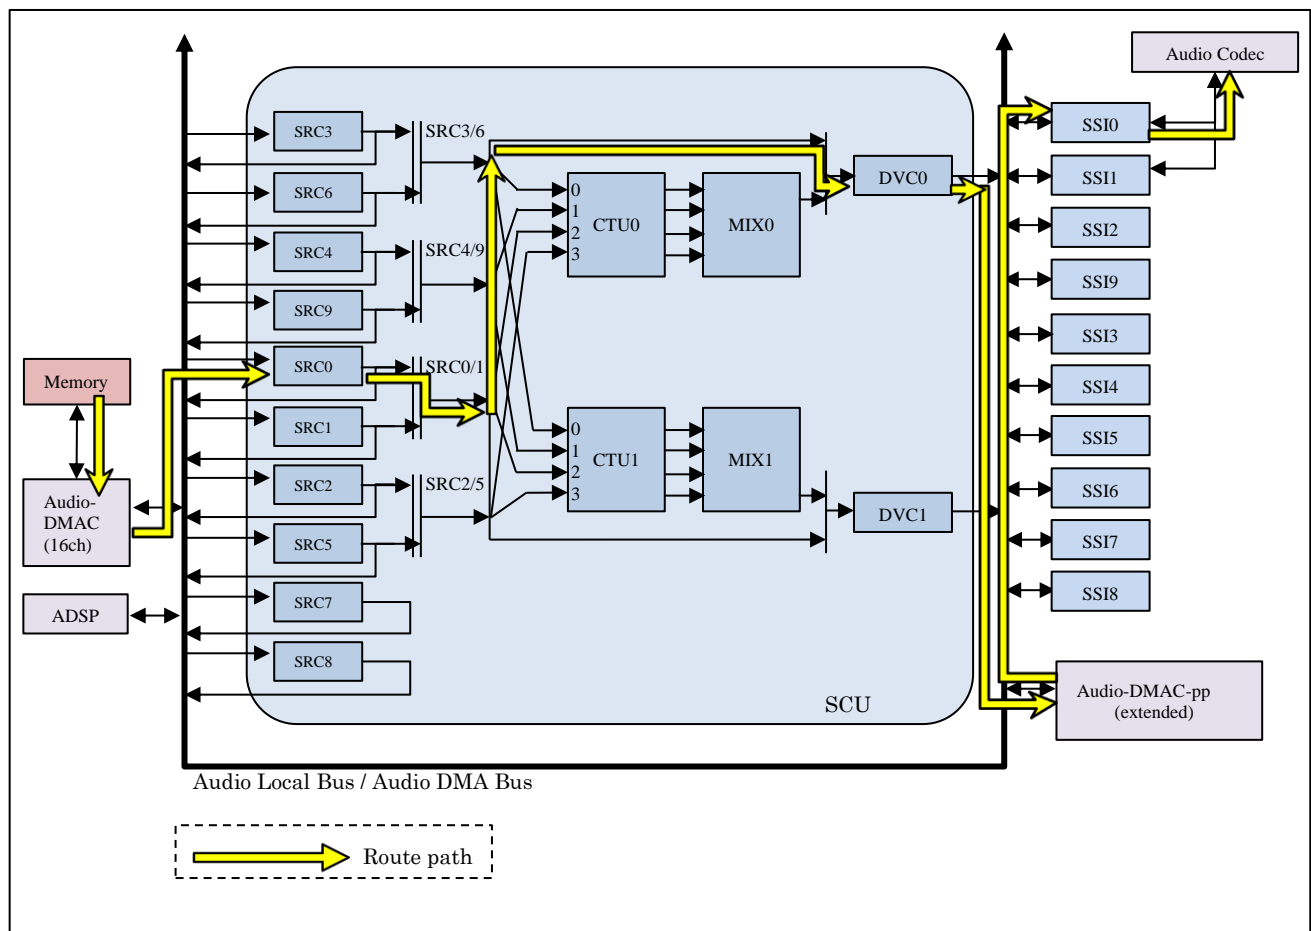 Audio Codec
SRC3
SRC3/6
SSI0
SRC6
DVC0
SSI1
0
1
2
3
CTU0
MIX0
SSI2
SRC4
SRC4/9
SSI9
SRC9
SSI3
Memory
SRC0
SRC0/1
SSI4
SRC1
0
1
2
3
CTU1
MIX1
SSI5
SRC2
SRC2/5
SSI6
Audio-
DMAC
(16ch)
DVC1
SRC5
SSI7
SRC7
SSI8
ADSP
SRC8
SCU
Audio-DMAC-pp
(extended)
Audio Local Bus / Audio DMA Bus
Route path